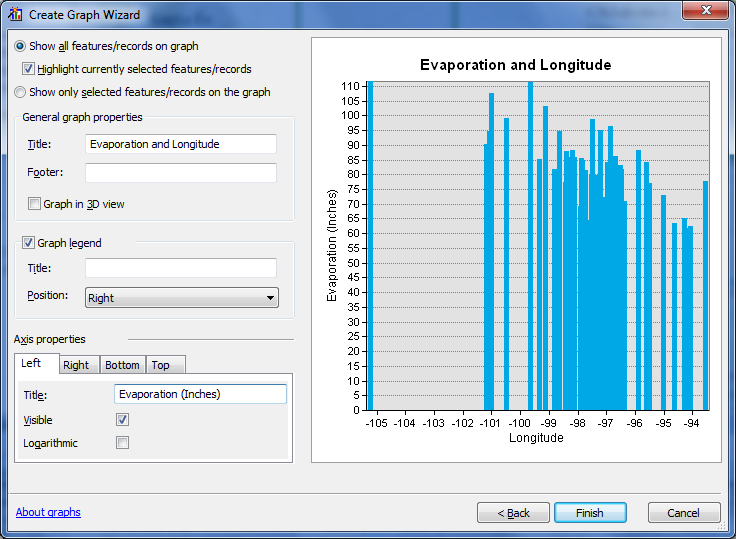 Create Graph Wizard
Show all features/records on graph
Highlight currently selected features/records
Show only selected features/records on the graph
General graph properties
Title: Evaporation and Longitude
Footer:
Graph in 3D view
Graph legend
Title:
Position: Right
Axis properties
Left Right Bottom Top
Title: Evaporation (Inches)
Visible
Logarithmic
Evaporation and Longitude
Evaporation (Inches)
110
105
100
95
90
85
80
75
70
65
60
55
50
45
40
35
30
25
20
15
10
5
0
-105 -104 -103 -102 -101 -100 -99 -98 -97 -96 -95 -94
Longitude
About graphs
< Back Finish Cancel